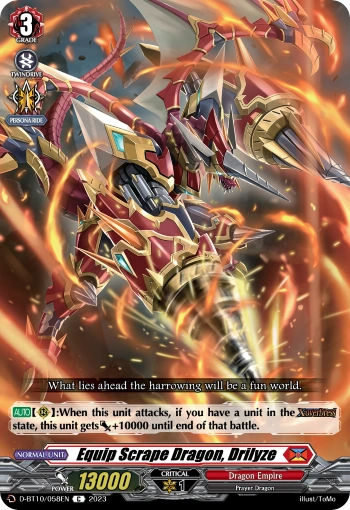 3
GRADE
TWINDRIVE
PERSONA RIDE
What lies ahead the harrowing will be a fun world.
AUTO[ ]:When this unit attacks, if you have a unit in the Overdress
state, this unit gets +10000 until end of that battle.
NORMAL UNIT Equip Scrape Dragon, Drilyze
POWER 13000 CRITICAL 1 Dragon Empire
Prayer Dragon
D-BT10/058EN C 2023 illust/ToMo